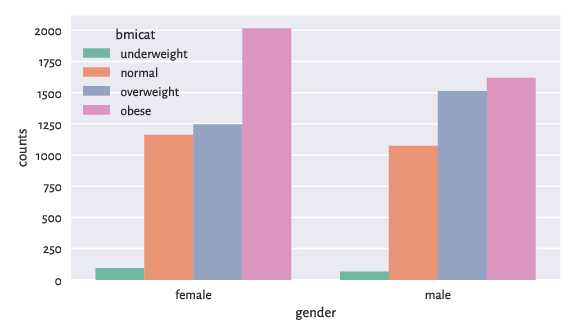 bmicat
underweight
normal
overweight
obese
counts
2000
1750
1500
1250
1000
750
500
250
0
female
male
gender